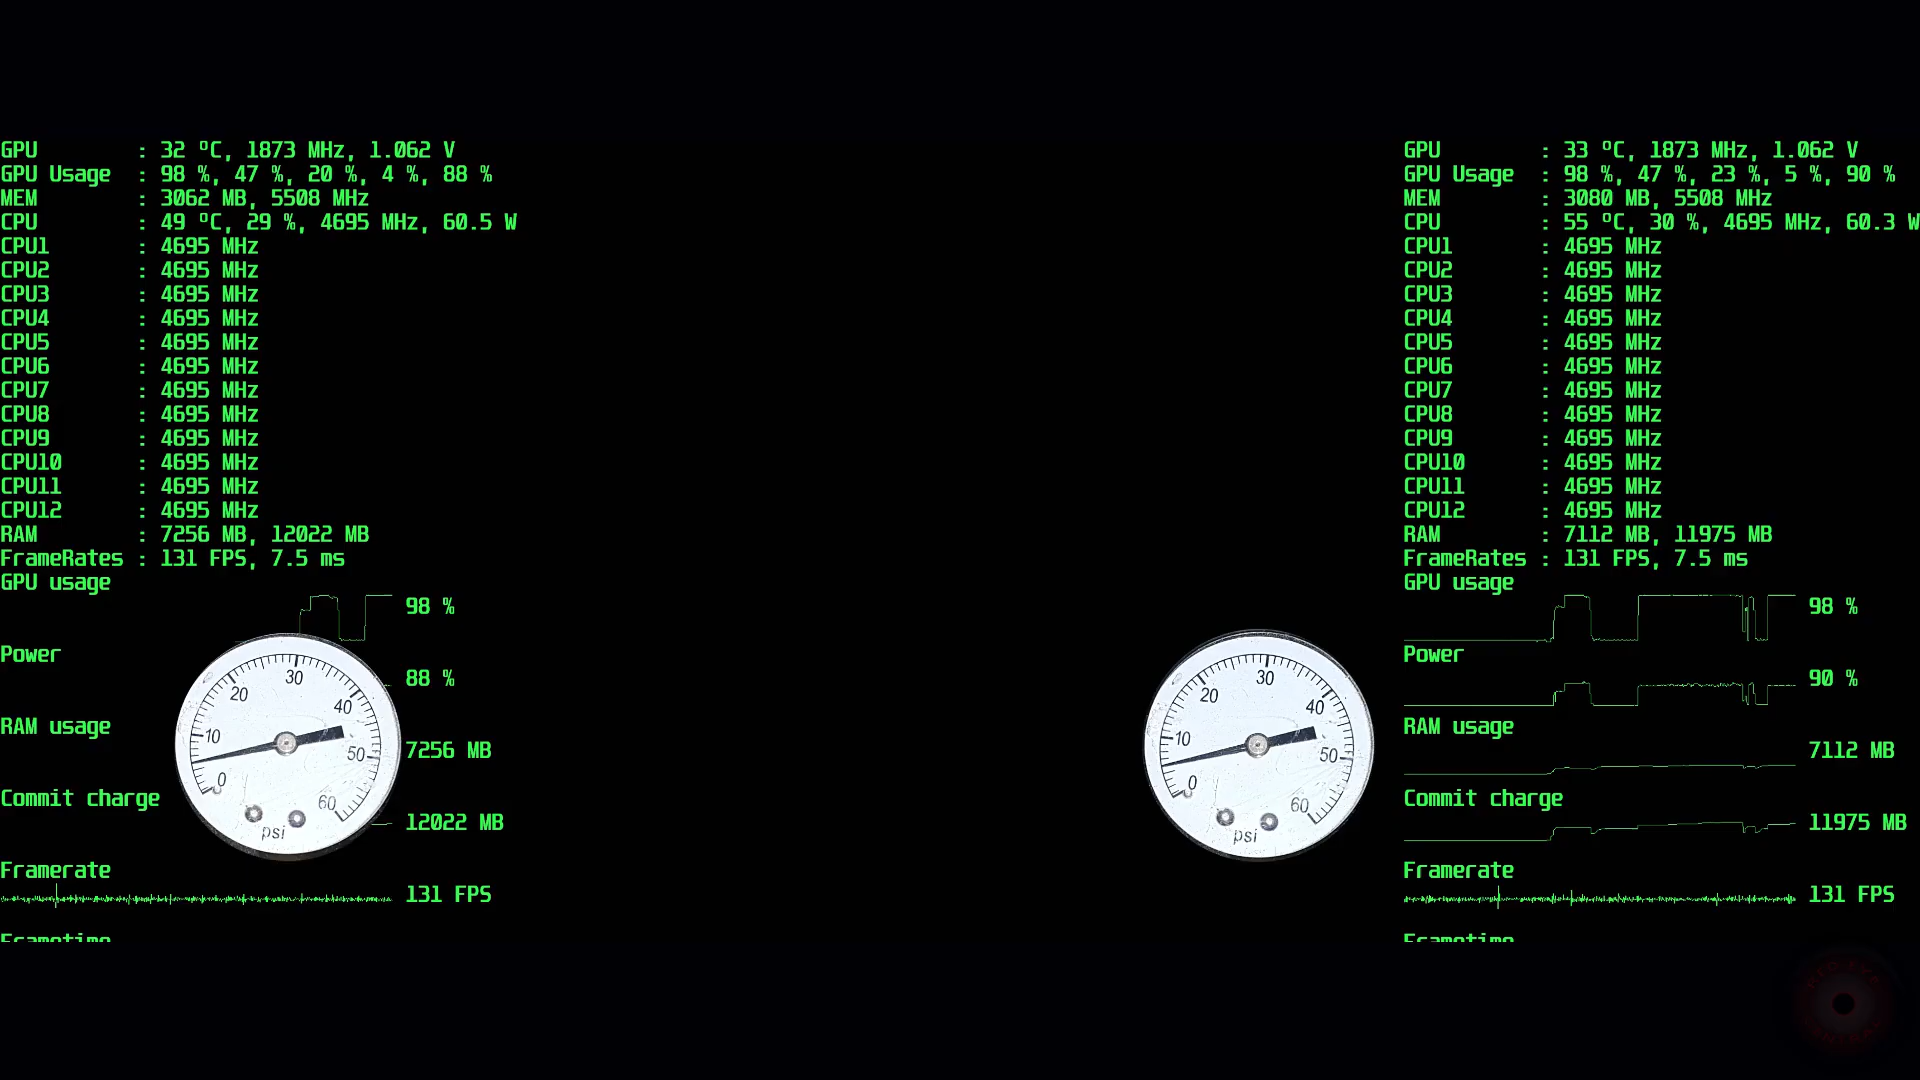 GPU : 32 ºC, 1873 MHz, 1.062 V
GPU Usage : 98 %, 47 %, 20 %, 4 %, 88 %
MEM : 3062 MB, 5508 MHz
CPU : 49 ºC, 29 %, 4695 MHz, 60.5 W
CPU1 : 4695 MHz
CPU2 : 4695 MHz
CPU3 : 4695 MHz
CPU4 : 4695 MHz
CPU5 : 4695 MHz
CPU6 : 4695 MHz
CPU7 : 4695 MHz
CPU8 : 4695 MHz
CPU9 : 4695 MHz
CPU10 : 4695 MHz
CPU11 : 4695 MHz
CPU12 : 4695 MHz
RAM : 7256 MB, 12022 MB
FrameRates : 131 FPS, 7.5 ms
GPU usage
98 %
Power
88 %
RAM usage
7256 MB
Commit charge
12022 MB
Framerate
131 FPS
Frametime
0 10 20 30 40 50 60
psi
0 10 20 30 40 50 60
psi
GPU : 33 ºC, 1873 MHz, 1.062 V
GPU Usage : 98 %, 47 %, 23 %, 5 %, 90 %
MEM : 3080 MB, 5508 MHz
CPU : 55 ºC, 30 %, 4695 MHz, 60.3 W
CPU1 : 4695 MHz
CPU2 : 4695 MHz
CPU3 : 4695 MHz
CPU4 : 4695 MHz
CPU5 : 4695 MHz
CPU6 : 4695 MHz
CPU7 : 4695 MHz
CPU8 : 4695 MHz
CPU9 : 4695 MHz
CPU10 : 4695 MHz
CPU11 : 4695 MHz
CPU12 : 4695 MHz
RAM : 7112 MB, 11975 MB
FrameRates : 131 FPS, 7.5 ms
GPU usage
98 %
Power
90 %
RAM usage
7112 MB
Commit charge
11975 MB
Framerate
131 FPS
Frametime